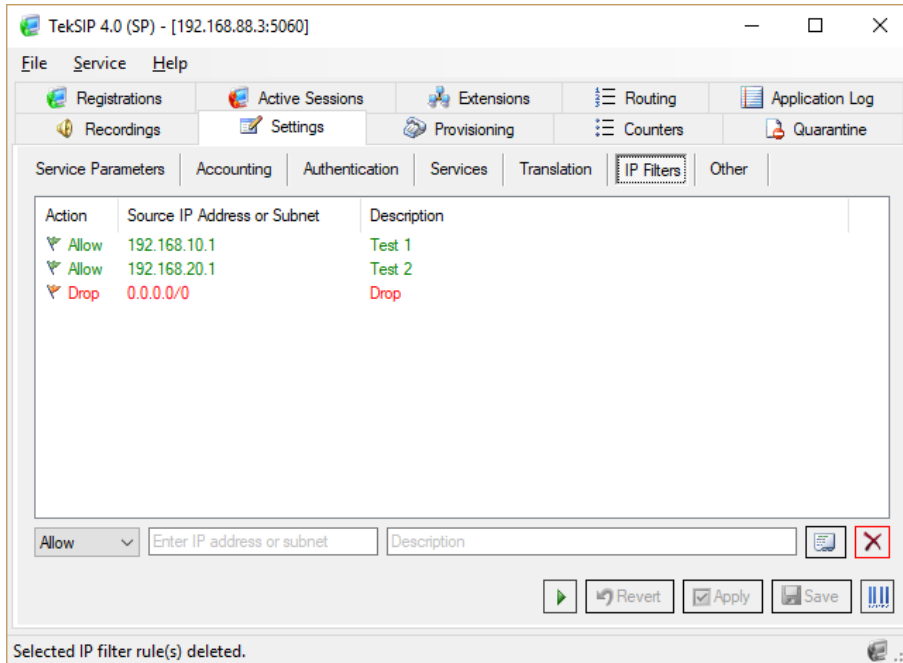 TekSIP 4.0 (SP) - [192.168.88.3:5060]
File Service Help
Registrations Active Sessions Extensions Routing Application Log
Recordings Settings Provisioning Counters Quarantine
Service Parameters Accounting Authentication Services Translation IP Filters Other
Action Source IP Address or Subnet Description
Allow 192.168.10.1 Test 1
Allow 192.168.20.1 Test 2
Drop 0.0.0.0/0 Drop
Allow Enter IP address or subnet Description
Revert Apply Save
Selected IP filter rule(s) deleted.